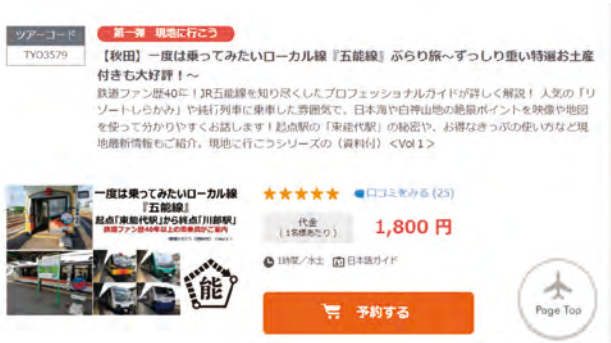 ツアーコード
TY03579
第一弾 現地に行こう
【秋田】一度は乗ってみたいローカル線『五能線』ぶらり旅~ずっしり重い特選お土産
付きも大好評!~
鉄道ファン歴40年!JR五能線を知り尽くしたプロフェッショナルガイドが詳しく解説! 人気の「リ
ゾートしらかみ」や鈍行列車に乗車した雰囲気で、日本海や白神山地の絶景ポイントを映像や地図
を使って分かりやすくお話します!起点駅の「東能代駅」の秘密や、お得なきっぷの使い方など現
地最新情報もご紹介。現地に行こうシリーズの(資料付)<Vol 1>
一度は乗ってみたいローカル線
『五能線』
起点「東能代駅」から終点「川部駅」
鉄道ファン歴40年以上の添乗員がご案内
能
★★★★★ 口コミをみる (25)
代金
(1名様あたり)
1,800 円
1時間/水土 日本語ガイド
予約する
Page Top